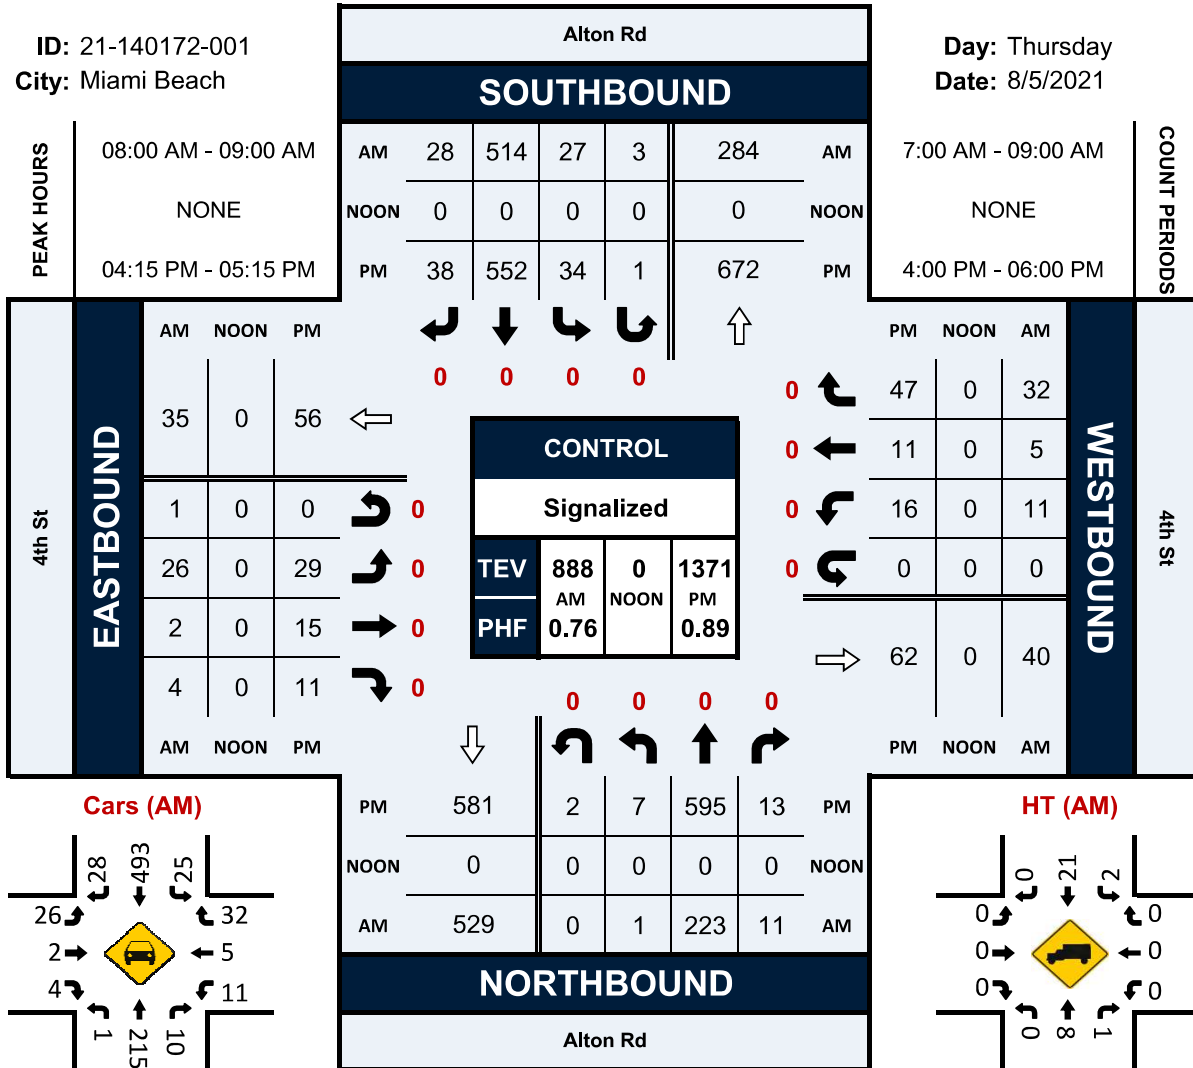 ID: 21-140172-001
City: Miami Beach
Alton Rd
SOUTHBOUND
Day: Thursday
Date: 8/5/2021
PEAK HOURS
08:00 AM - 09:00 AM
NONE
04:15 PM - 05:15 PM
AM 28 514 27 3 284 AM
NOON 0 0 0 0 0 NOON
PM 38 552 34 1 672 PM
7:00 AM - 09:00 AM
NONE
4:00 PM - 06:00 PM
COUNT PERIODS
0 0 0 0
4th St
EASTBOUND
AM NOON PM
35 0 56
1 0 0 0
26 0 29 0
2 0 15 0
4 0 11 0
AM NOON PM
CONTROL
Signalized
TEV 888 0 1371
AM NOON PM
PHF 0.76 0.89
PM NOON AM
0 47 0 32
0 11 0 5
0 16 0 11
0 0 0 0
62 0 40
PM NOON AM
WESTBOUND
4th St
0 0 0 0
PM 581 2 7 595 13 PM
NOON 0 0 0 0 0 NOON
AM 529 0 1 223 11 AM
NORTHBOUND
Alton Rd
Cars (AM)
28 493 25
26 32
2 5
4 11
1 215 10
HT (AM)
0 21 2
0 0
0 0
0 0
0 8 1